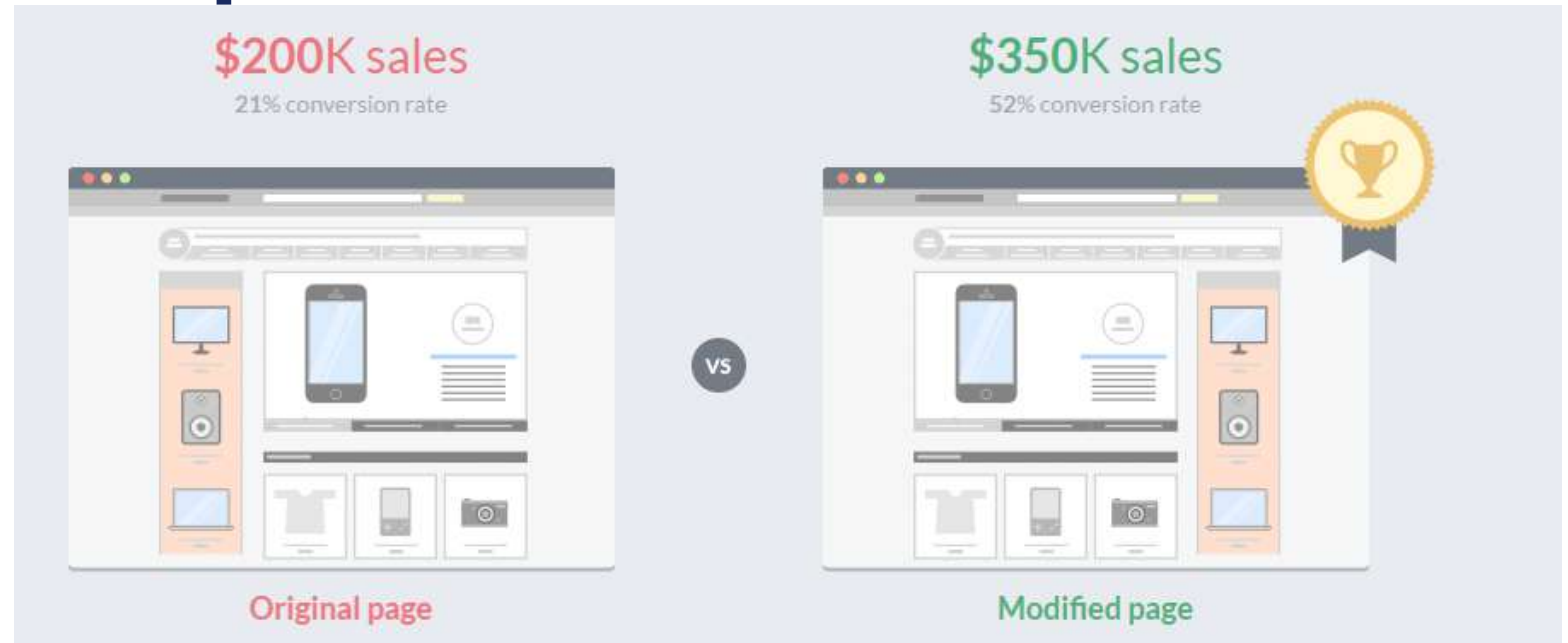 $200K sales
21% conversion rate
$350K sales
52% conversion rate
VS
Original page
Modified page